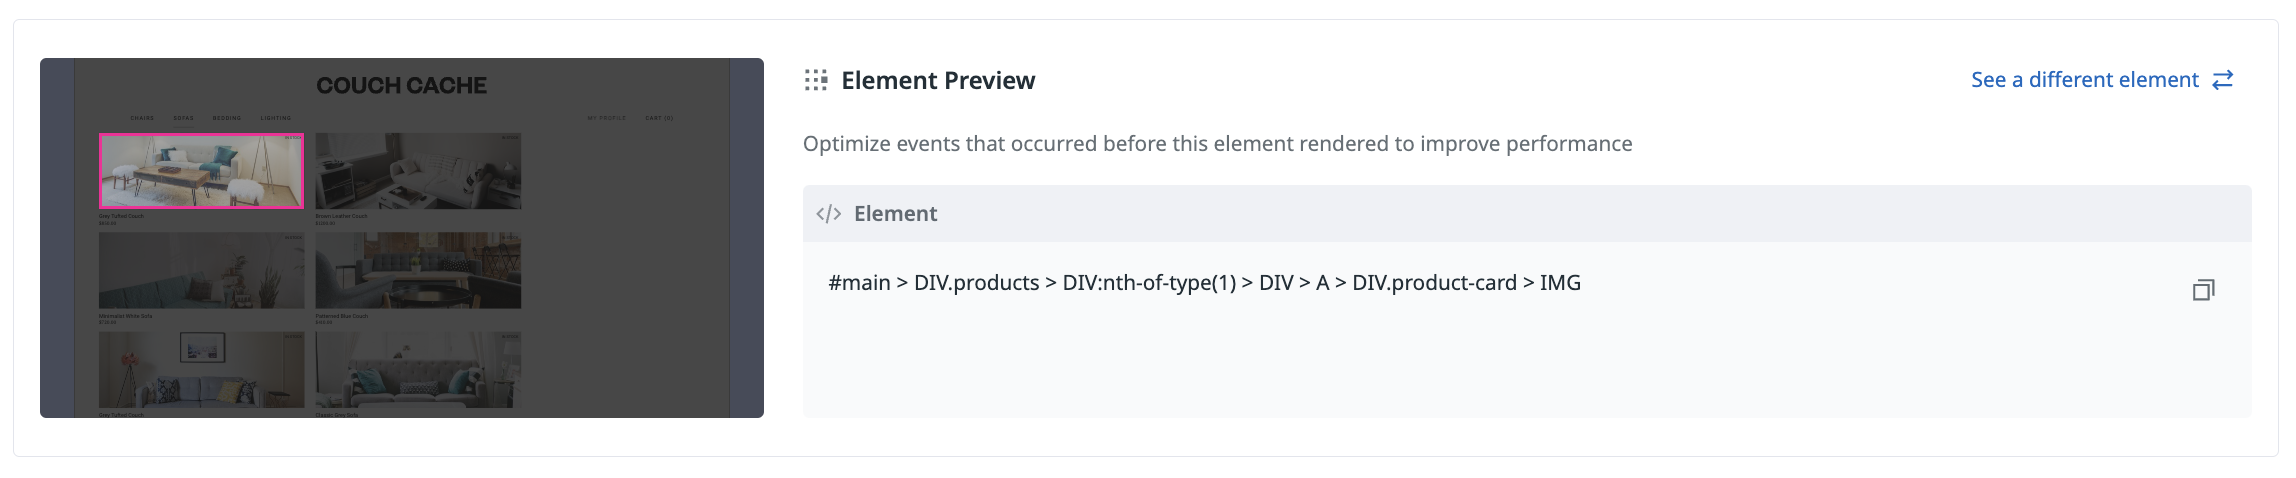 COUCH CACHE
CHAIRS SOFAS BEDDING LIGHTING MY PROFILE CART (0)
Grey Tufted Couch
Brown Leather Couch
Minimalist White Sofa
Patterned Blue Couch
Grey Tufted Couch
Classic Grey Sofa
Element Preview
See a different element
Optimize events that occurred before this element rendered to improve performance
</> Element
#main > DIV.products > DIV:nth-of-type(1) > DIV > A > DIV.product-card > IMG